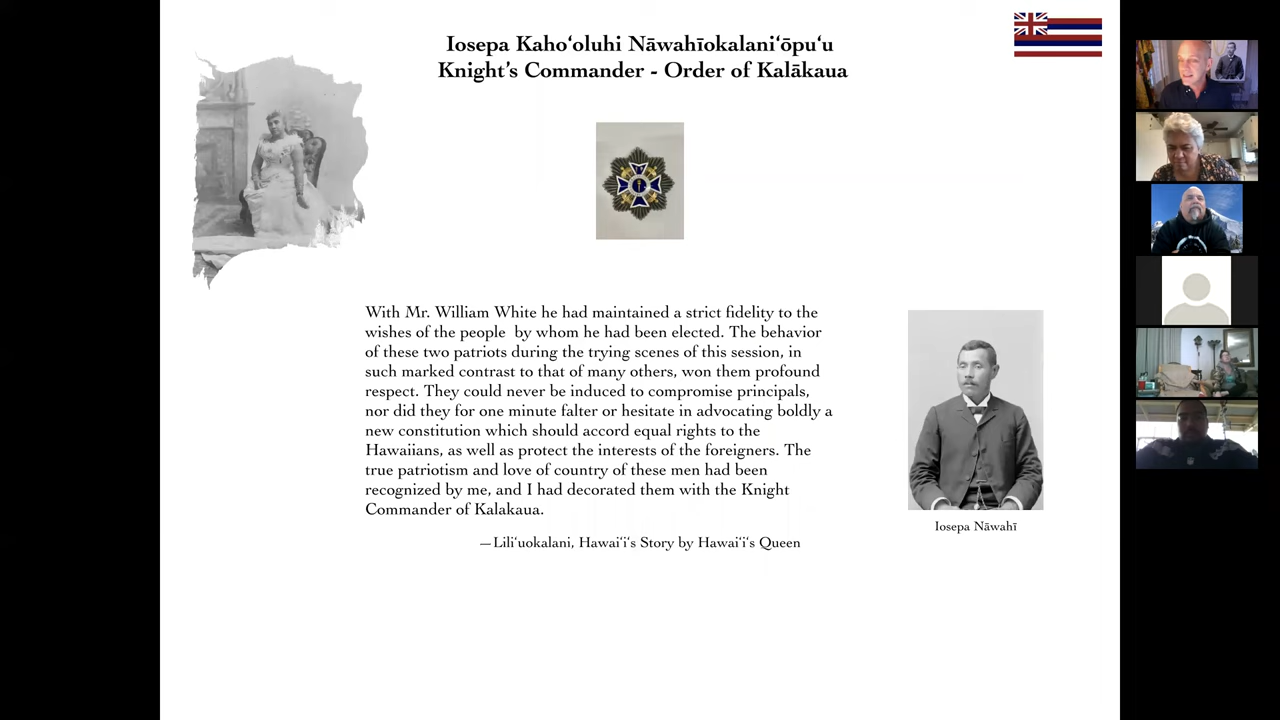 Iosepa Kahoʻoluhi Nāwahīokalaniʻōpuʻu
Knight’s Commander - Order of Kalākaua
With Mr. William White he had maintained a strict fidelity to the
wishes of the people  by whom he had been elected. The behavior
of these two patriots during the trying scenes of this session, in
such marked contrast to that of many others, won them profound
respect. They could never be induced to compromise principals,
nor did they for one minute falter or hesitate in advocating boldly a
new constitution which should accord equal rights to the
Hawaiians, as well as protect the interests of the foreigners. The
true patriotism and love of country of these men had been
recognized by me, and I had decorated them with the Knight
Commander of Kalakaua.
—Liliʻuokalani, Hawaiʻiʻs Story by Hawaiʻiʻs Queen
Iosepa Nāwahī